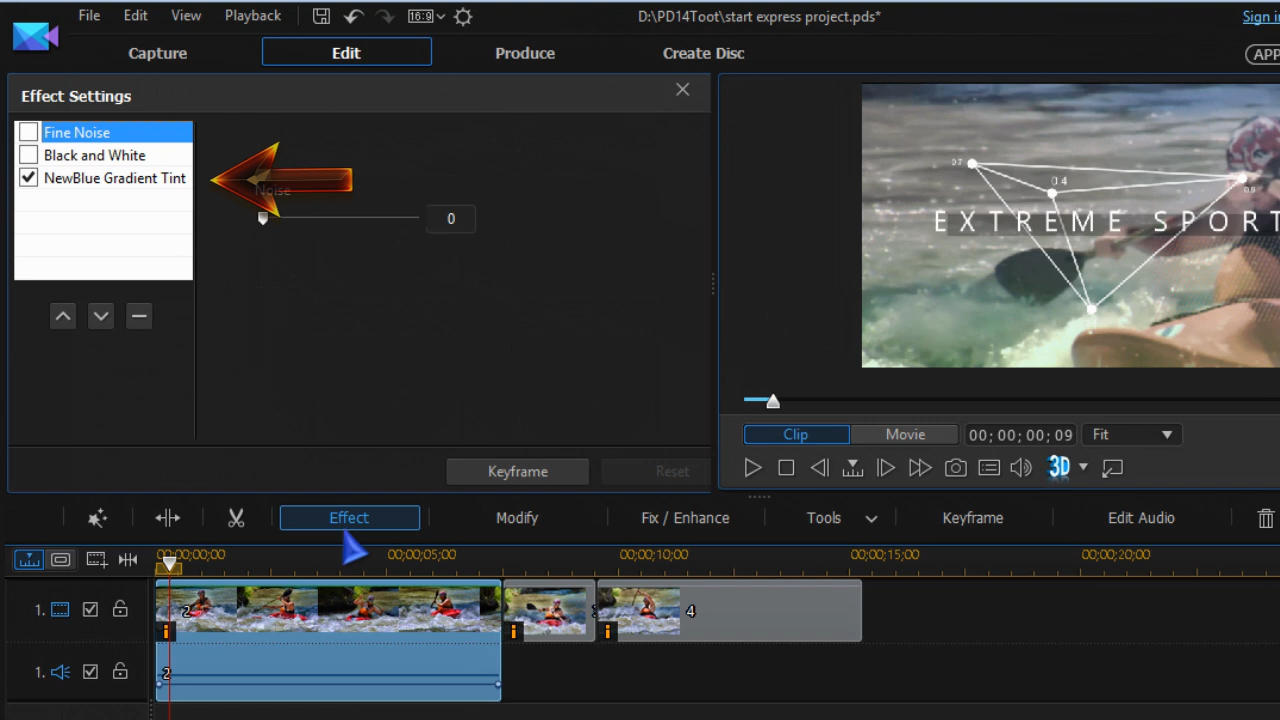 File Edit View Playback 16:9 D:\PD14Toot\start express project.pds* Sign i
Capture Edit Produce Create Disc APP
Effect Settings
Fine Noise
Black and White
NewBlue Gradient Tint
Noise
0
07
04
09
EXTREME SPORT
Clip Movie 00; 00; 00; 09 Fit
3D
Keyframe Reset
Effect Modify Fix / Enhance Tools Keyframe Edit Audio
00;00;00;00 00;00;05;00 00;00;10;00 00;00;15;00 00;00;20;00
1. 2 4
i i i
1. 2